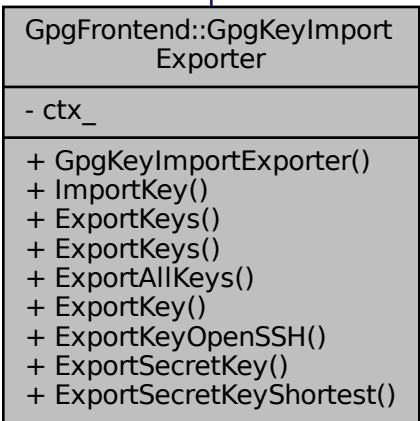 GpgFrontend::GpgKeyImport
Exporter
- ctx_
+ GpgKeyImportExporter()
+ ImportKey()
+ ExportKeys()
+ ExportKeys()
+ ExportAllKeys()
+ ExportKey()
+ ExportKeyOpenSSH()
+ ExportSecretKey()
+ ExportSecretKeyShortest()